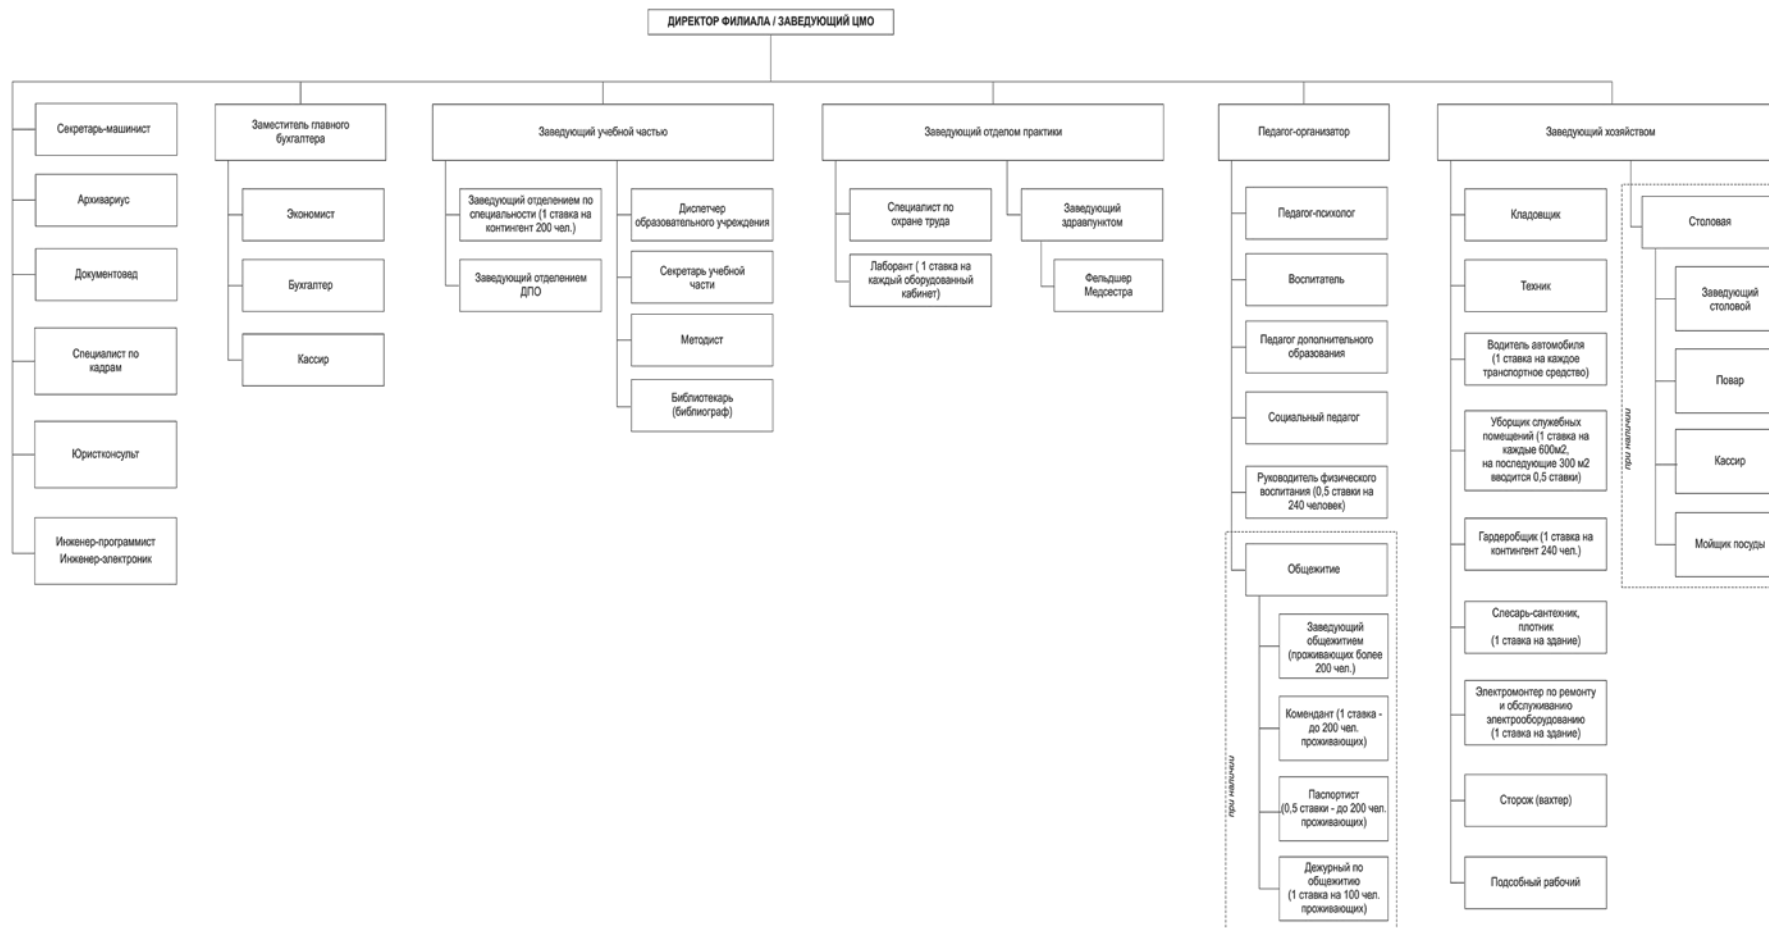 ДИРЕКТОР ФИЛИАЛА / ЗАВЕДУЮЩИЙ ЦМО
Секретарь-машинист
Архивариус
Документовед
Специалист по
кадрам
Юристконсульт
Инженер-программист
Инженер-электроник
Заместитель главного
бухгалтера
Экономист
Бухгалтер
Кассир
Заведующий учебной частью
Заведующий отделением по
специальности (1 ставка на
контингент 200 чел.)
Заведующий отделением
ДПО
Диспетчер
образовательного учреждения
Секретарь учебной
части
Методист
Библиотекарь
(библиограф)
Заведующий отделом практики
Специалист по
охране труда
Лаборант ( 1 ставка на
каждый оборудованный
кабинет)
Заведующий
здравпунктом
Фельдшер
Медсестра
Педагог-организатор
Педагог-психолог
Воспитатель
Педагог дополнительного
образования
Социальный педагог
Руководитель физического
воспитания (0,5 ставки на
240 человек)
при наличии
Общежитие
Заведующий
общежитием
(проживающих более
200 чел.)
Комендант (1 ставка -
до 200 чел.
проживающих)
Паспортист
(0,5 ставки - до 200 чел.
проживающих)
Дежурный по
общежитию
(1 ставка на 100 чел.
проживающих)
Заведующий хозяйством
Кладовщик
Техник
Водитель автомобиля
(1 ставка на каждое
транспортное средство)
Уборщик служебных
помещений (1 ставка на
каждые 600м2,
на последующие 300 м2
вводится 0,5 ставки)
Гардеробщик (1 ставка на
контингент 240 чел.)
Слесарь-сантехник,
плотник
(1 ставка на здание)
Электромонтер по ремонту
и обслуживанию
электрооборудованию
(1 ставка на здание)
Сторож (вахтер)
Подсобный рабочий
при наличии
Столовая
Заведующий
столовой
Повар
Кассир
Мойщик посуды